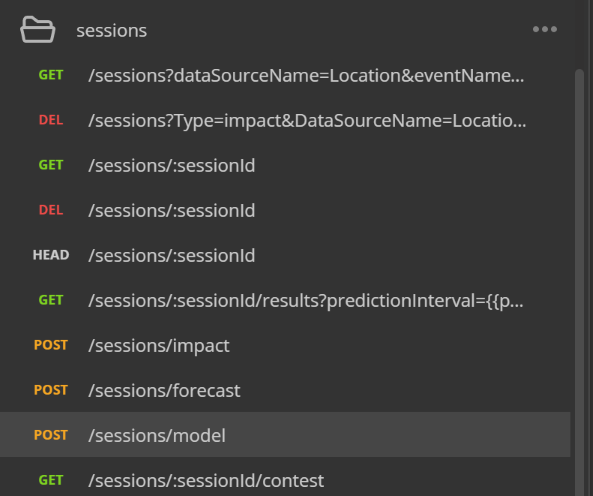 sessions
GET /sessions?dataSourceName=Location&eventName...
DEL /sessions?Type=impact&DataSourceName=Locatio...
GET /sessions/:sessionId
DEL /sessions/:sessionId
HEAD /sessions/:sessionId
GET /sessions/:sessionId/results?predictionInterval={{p...
POST /sessions/impact
POST /sessions/forecast
POST /sessions/model
GET /sessions/:sessionId/contest